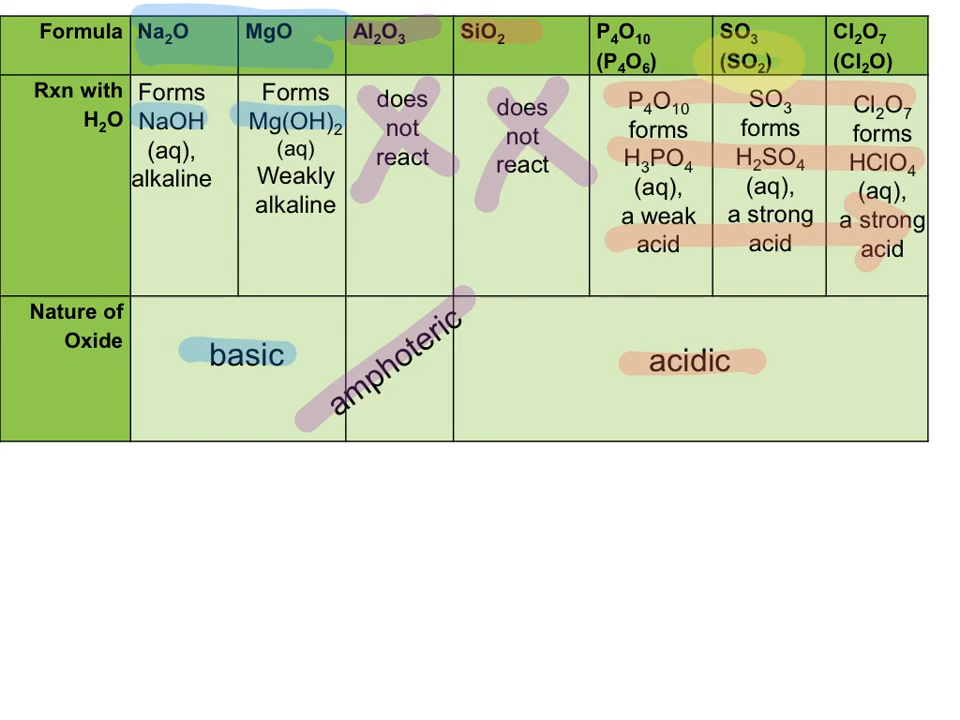 Formula
Na₂O
MgO
Al₂O₃
SiO₂
P₄O₁₀
(P₄O₆)
SO₃
(SO₂)
Cl₂O₇
(Cl₂O)
Rxn with
H₂O
Forms
NaOH
(aq),
alkaline
Forms
Mg(OH)₂
(aq)
Weakly
alkaline
does
not
react
does
not
react
P₄O₁₀
forms
H₃PO₄
(aq),
a weak
acid
SO₃
forms
H₂SO₄
(aq),
a strong
acid
Cl₂O₇
forms
HClO₄
(aq),
a strong
acid
Nature of
Oxide
basic
amphoteric
acidic